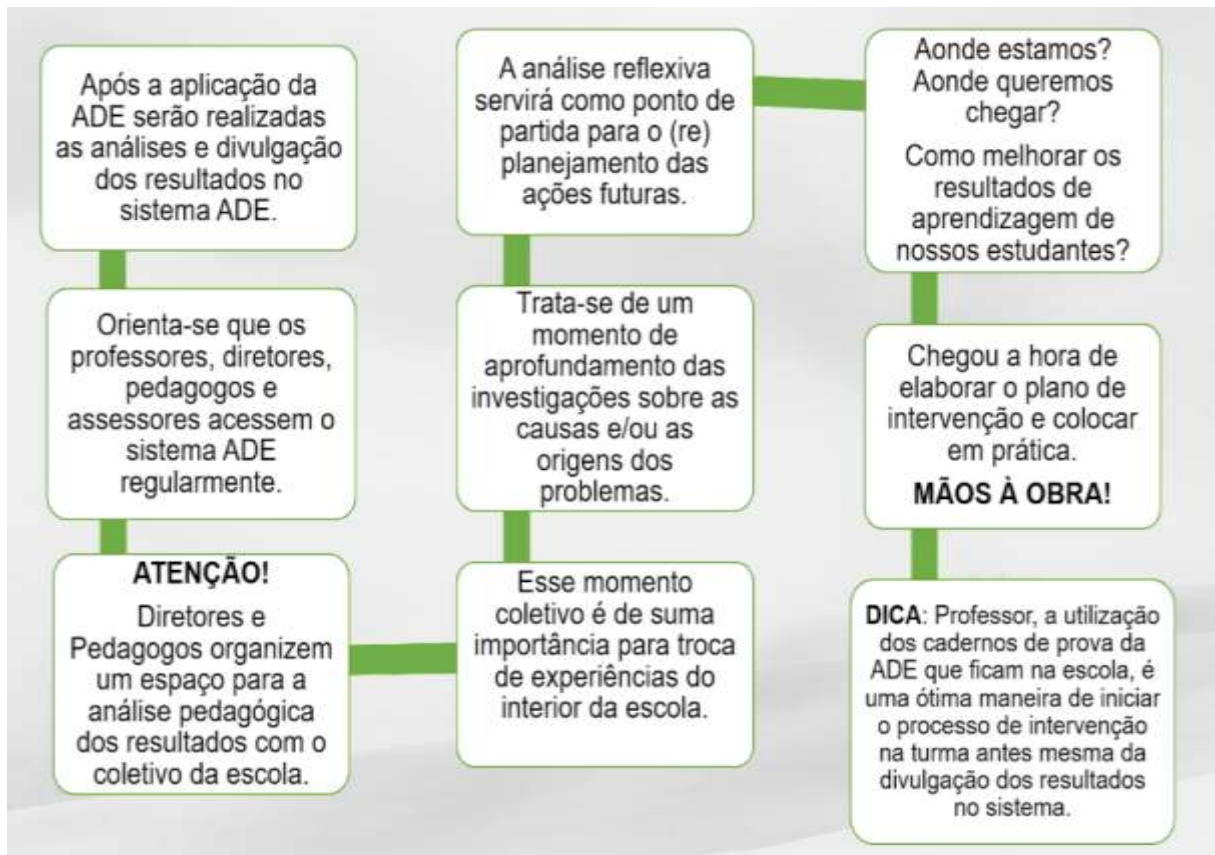 Após a aplicação da
ADE serão realizadas
as análises e divulgação
dos resultados no
sistema ADE.
Orienta-se que os
professores, diretores,
pedagogos e
assessores acessem o
sistema ADE
regularmente.
ATENÇÃO!
Diretores e
Pedagogos organizem
um espaço para a
análise pedagógica
dos resultados com o
coletivo da escola.
Esse momento
coletivo é de suma
importância para troca
de experiências do
interior da escola.
Trata-se de um
momento de
aprofundamento das
investigações sobre as
causas e/ou as
origens dos
problemas.
A análise reflexiva
servirá como ponto de
partida para o (re)
planejamento das
ações futuras.
Aonde estamos?
Aonde queremos
chegar?
Como melhorar os
resultados de
aprendizagem de
nossos estudantes?
Chegou a hora de
elaborar o plano de
intervenção e colocar
em prática.
MÃOS À OBRA!
DICA: Professor, a utilização
dos cadernos de prova da
ADE que ficam na escola, é
uma ótima maneira de iniciar
o processo de intervenção
na turma antes mesma da
divulgação dos resultados
no sistema.